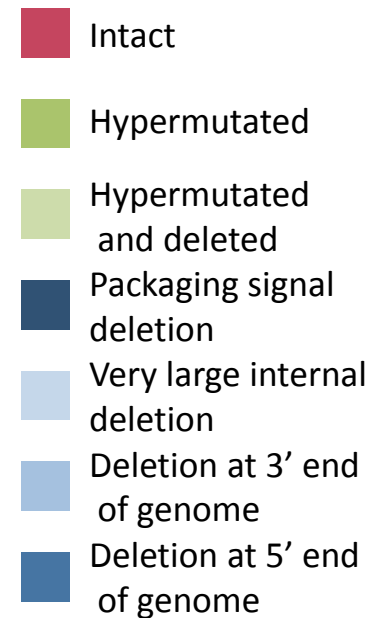 Intact
Hypermutated
Hypermutated
and deleted
Packaging signal
deletion
Very large internal
deletion
Deletion at 3’ end
of genome
Deletion at 5’ end
of genome